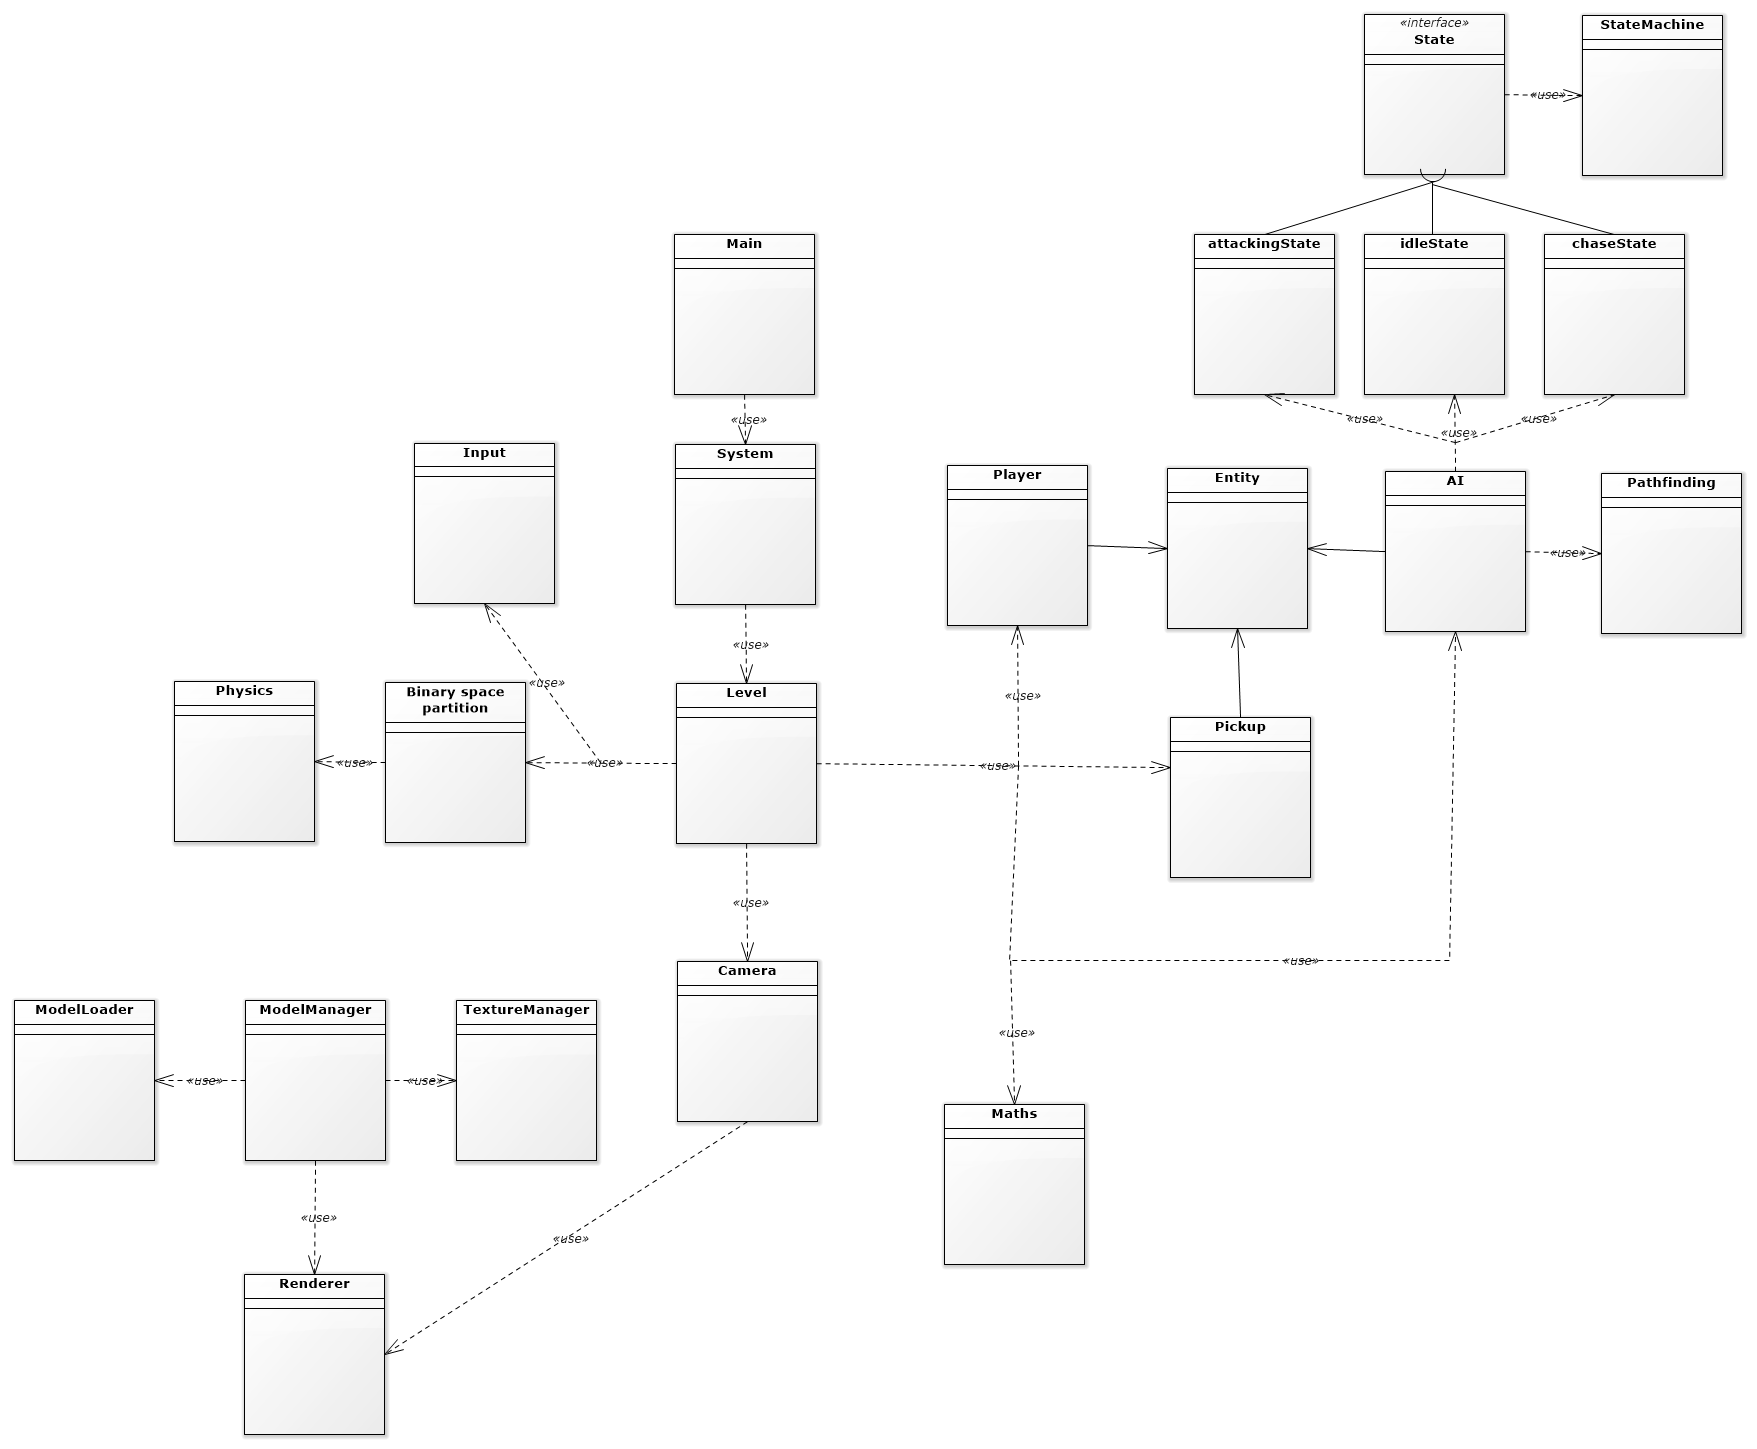 «interface»
State
StateMachine
«use»
Main
attackingState
idleState
chaseState
«use»
«use»
«use»
«use»
Input
System
Player
Entity
AI
Pathfinding
«use»
«use»
«use»
«use»
Physics
Binary space
partition
Level
Pickup
«use»
«use»
«use»
«use»
«use»
Camera
ModelLoader
ModelManager
TextureManager
«use»
«use»
«use»
Maths
«use»
«use»
Renderer